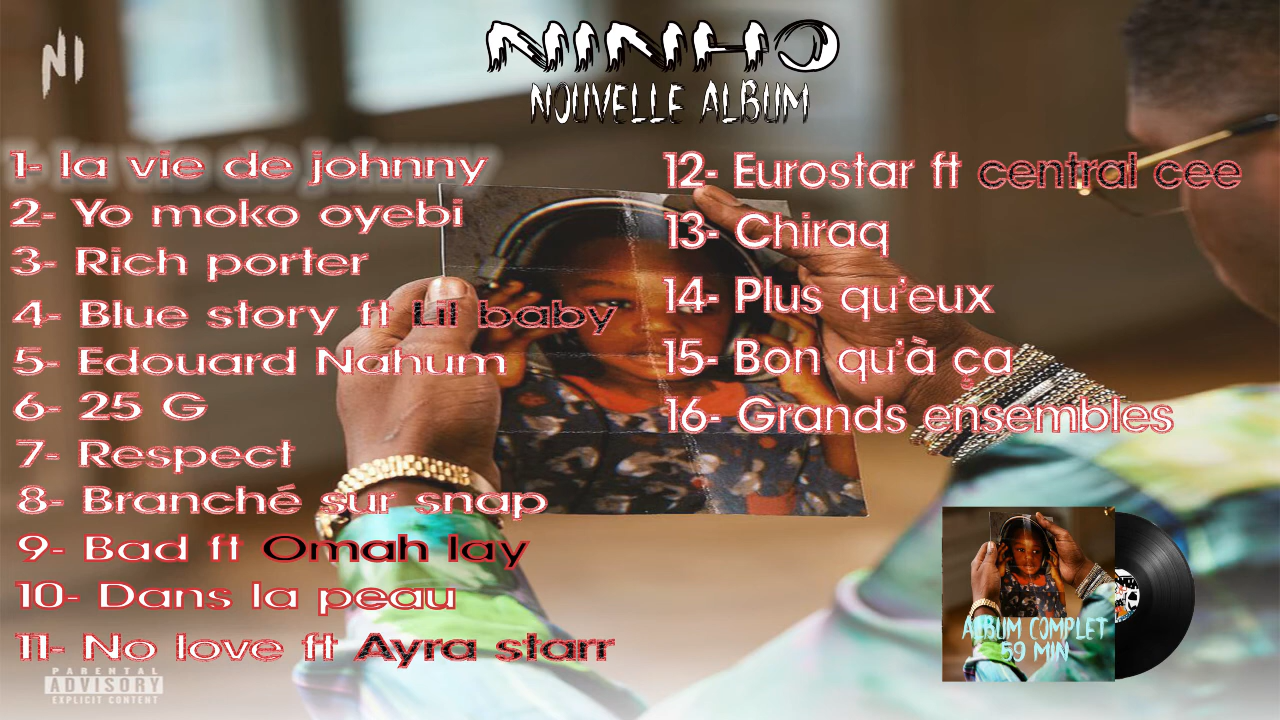 NI
NINHO
NOUVELLE ALBUM
1- la vie de johnny
2- Yo moko oyebi
3- Rich porter
4- Blue story ft Lil baby
5- Edouard Nahum
6- 25 G
7- Respect
8- Branché sur snap
9- Bad ft Omah lay
10- Dans la peau
11- No love ft Ayra starr
12- Eurostar ft central cee
13- Chiraq
14- Plus qu'eux
15- Bon qu'à ça
16- Grands ensembles
ALBUM COMPLET
59 MIN
PARENTAL
ADVISORY
EXPLICIT CONTENT